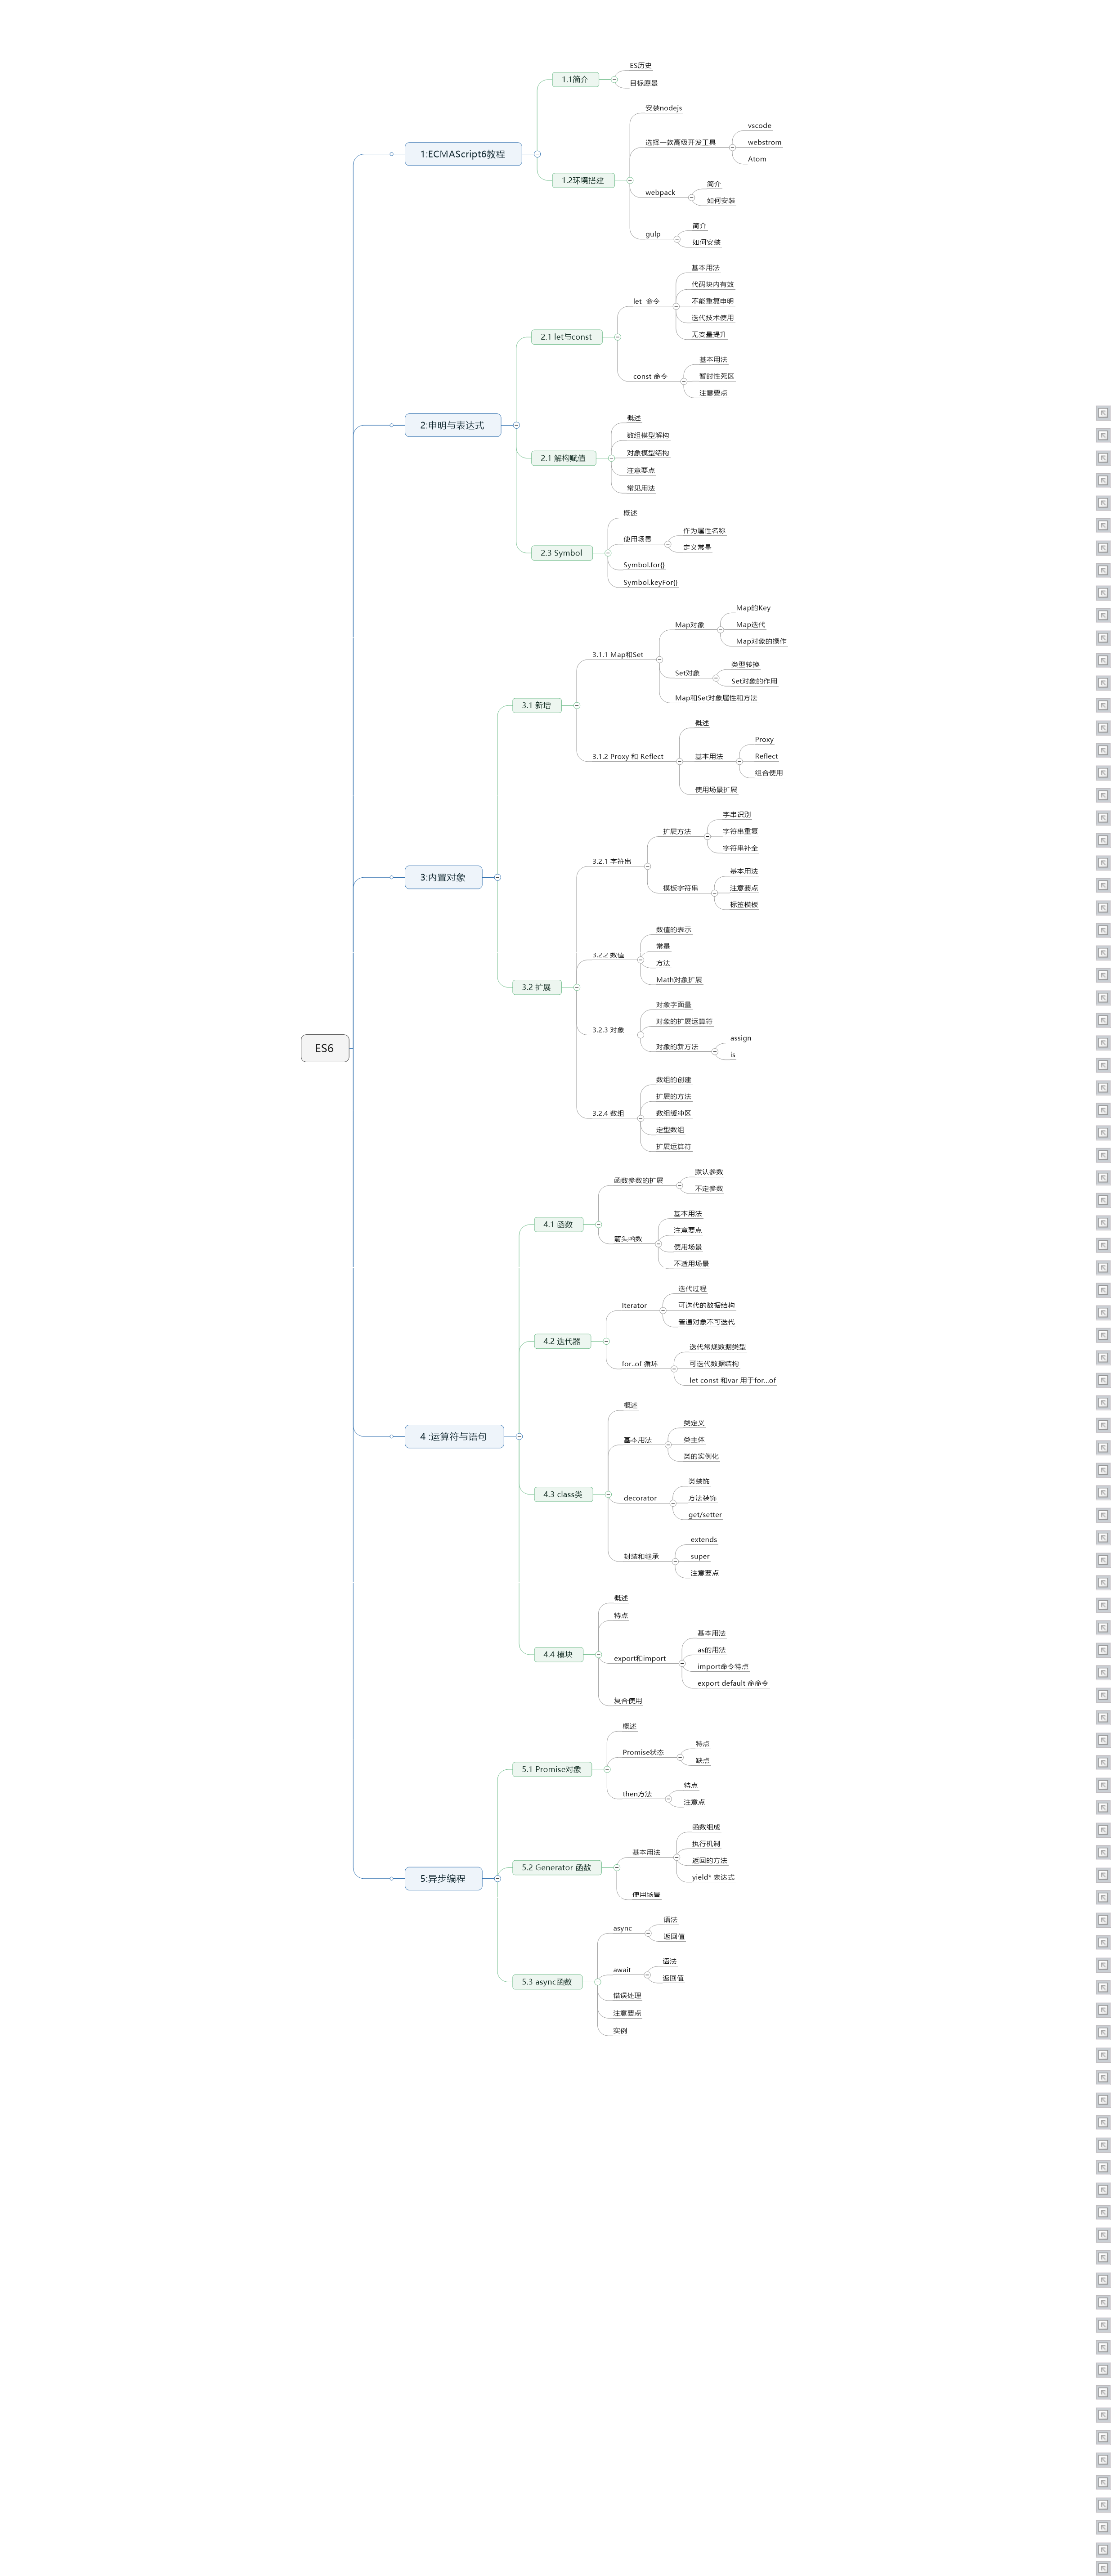 ES6
1:ECMAScript6教程
1.1简介
ES历史
目标愿景
1.2环境搭建
安装nodejs
选择一款高级开发工具
vscode
webstrom
Atom
webpack
简介
如何安装
gulp
简介
如何安装
2:申明与表达式
2.1 let与const
let 命令
基本用法
代码块内有效
不能重复申明
迭代技术使用
无变量提升
const 命令
基本用法
暂时性死区
注意要点
2.1 解构赋值
概述
数组模型解构
对象模型结构
注意要点
常见用法
2.3 Symbol
概述
使用场景
作为属性名称
定义常量
Symbol.for()
Symbol.keyFor()
3:内置对象
3.1 新增
3.1.1 Map和Set
Map对象
Map的Key
Map迭代
Map对象的操作
Set对象
类型转换
Set对象的作用
Map和Set对象属性和方法
3.1.2 Proxy 和 Reflect
概述
基本用法
Proxy
Reflect
组合使用
使用场景扩展
3.2 扩展
3.2.1 字符串
扩展方法
字串识别
字符串重复
字符串补全
模板字符串
基本用法
注意要点
标签模板
3.2.2 数值
数值的表示
常量
方法
Math对象扩展
3.2.3 对象
对象字面量
对象的扩展运算符
对象的新方法
assign
is
3.2.4 数组
数组的创建
扩展的方法
数组缓冲区
定型数组
扩展运算符
4 :运算符与语句
4.1 函数
函数参数的扩展
默认参数
不定参数
箭头函数
基本用法
注意要点
使用场景
不适用场景
4.2 迭代器
Iterator
迭代过程
可迭代的数据结构
普通对象不可迭代
for..of 循环
迭代常规数据类型
可迭代数据结构
let const 和var 用于for...of
4.3 class类
概述
基本用法
类定义
类主体
类的实例化
decorator
类装饰
方法装饰
get/setter
封装和继承
extends
super
注意要点
4.4 模块
概述
特点
export和import
基本用法
as的用法
import命令特点
export default 命命令
复合使用
5:异步编程
5.1 Promise对象
概述
Promise状态
特点
缺点
then方法
特点
注意点
5.2 Generator 函数
基本用法
函数组成
执行机制
返回的方法
yield* 表达式
使用场景
5.3 async函数
async
语法
返回值
await
语法
返回值
错误处理
注意要点
实例